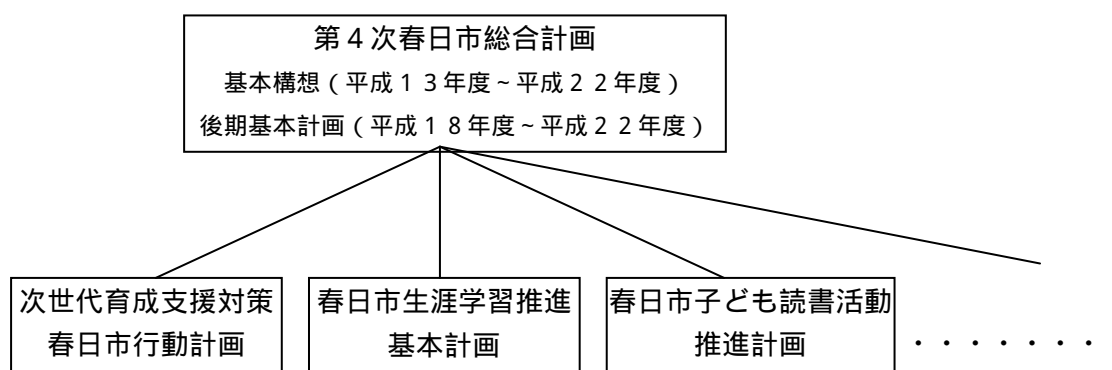 第４次春日市総合計画
基本構想（平成１３年度～平成２２年度）
後期基本計画（平成１８年度～平成２２年度）
次世代育成支援対策
春日市行動計画
春日市生涯学習推進
基本計画
春日市子ども読書活動
推進計画
・・・・・・・